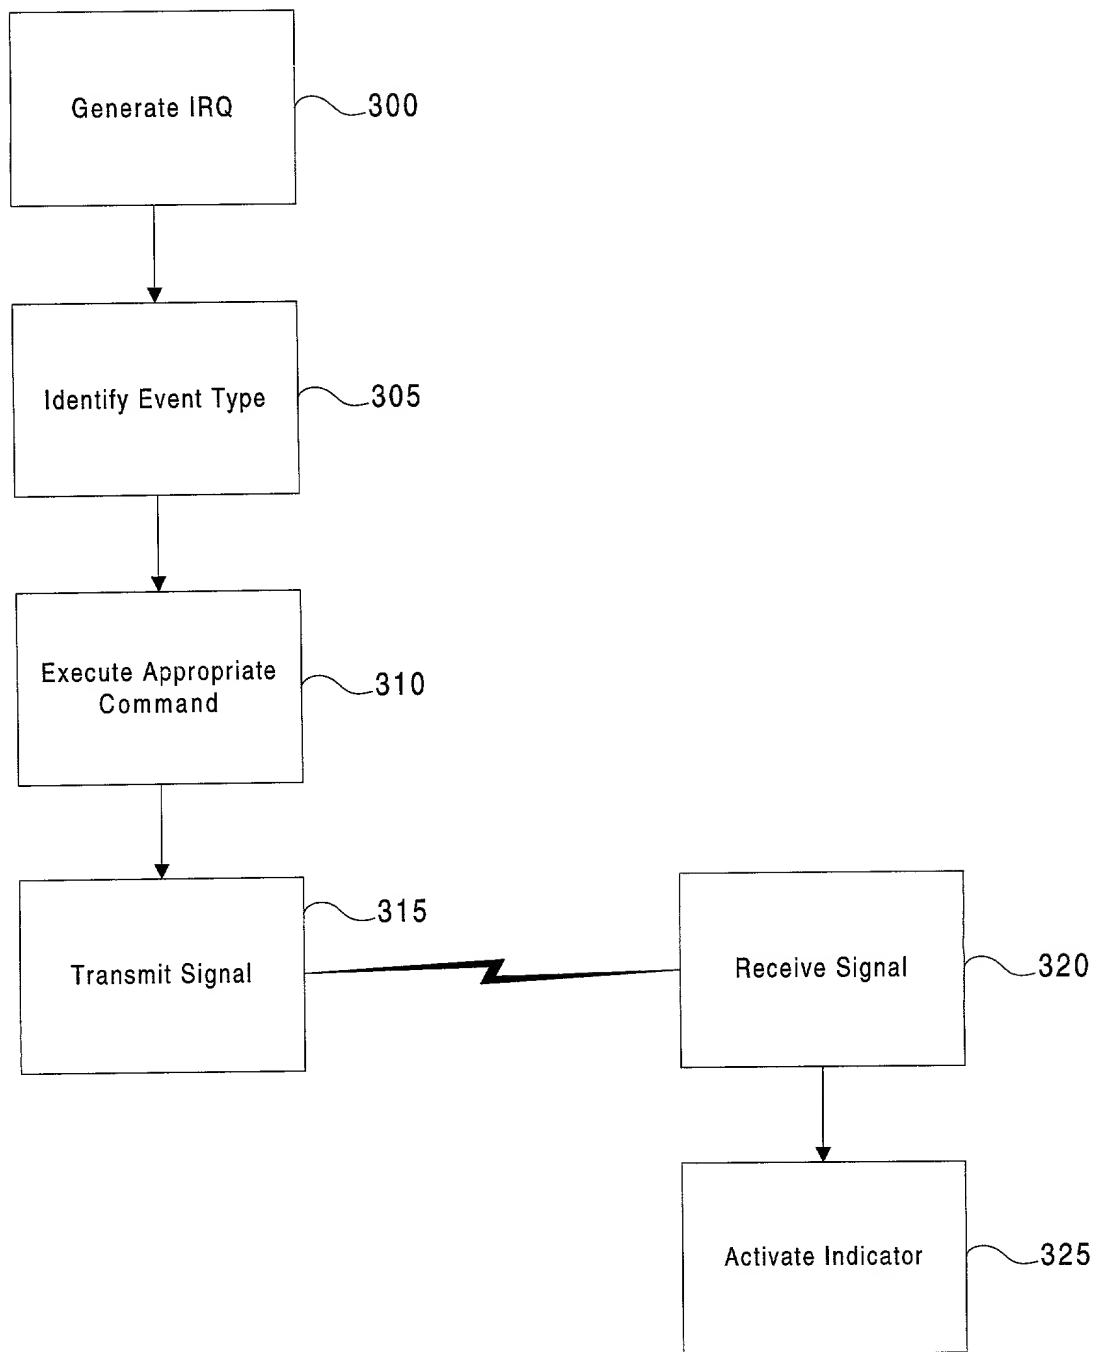 Generate IRQ
300
Identify Event Type
305
Execute Appropriate
Command
310
Transmit Signal
315
Receive Signal
320
Activate Indicator
325